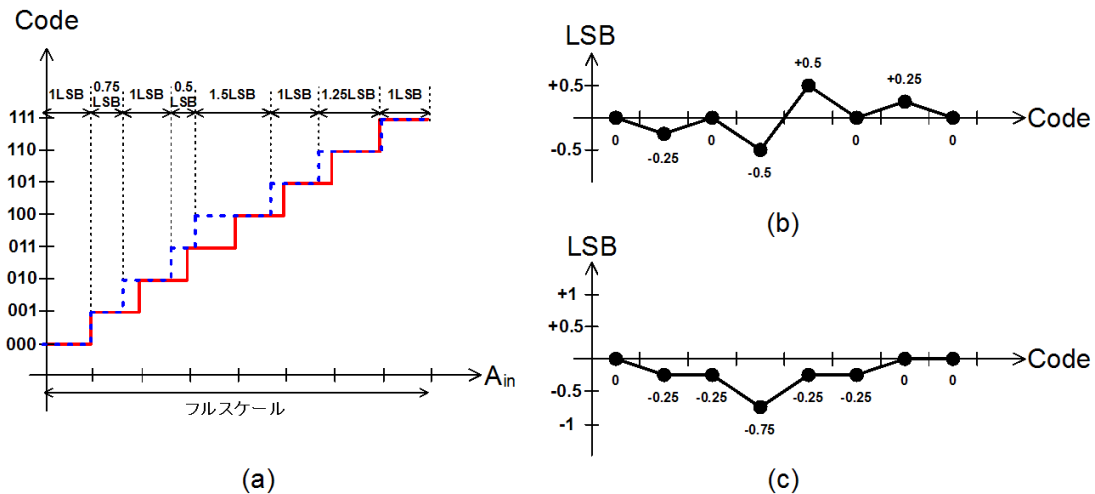 Code
1LSB
0.75
LSB
1LSB
0.5
LSB
1.5LSB
1LSB
1.25LSB
1LSB
111
110
101
100
011
010
001
000
Ain
フルスケール
(a)
LSB
+0.5
-0.5
0
-0.25
0
-0.5
+0.5
0
+0.25
0
Code
(b)
LSB
+1
+0.5
-0.5
-1
0
-0.25
-0.25
-0.75
-0.25
-0.25
0
0
Code
(c)